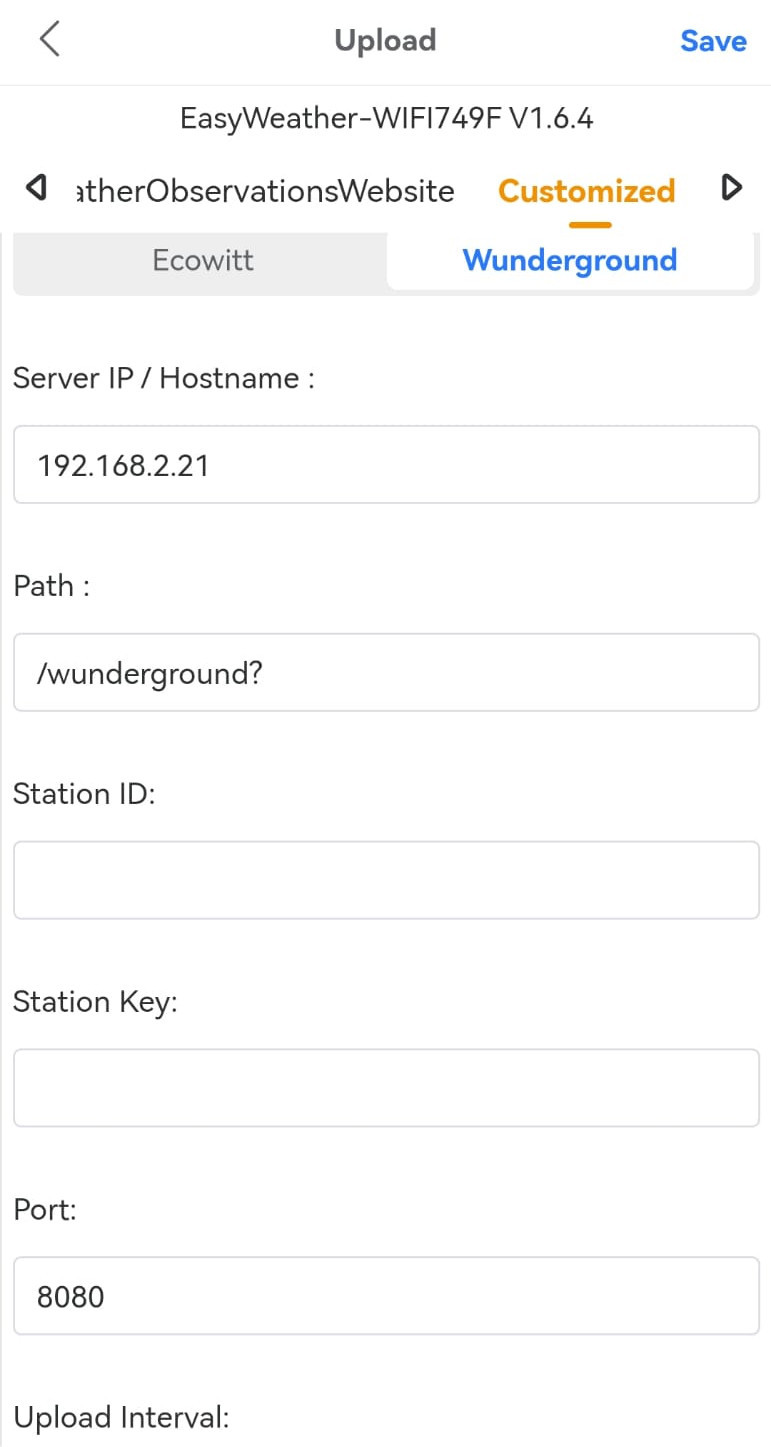 Upload Save
EasyWeather-WIFI749F V1.6.4
atherObservationsWebsite Customized
Ecowitt Wunderground
Server IP / Hostname :
192.168.2.21
Path :
/wunderground?
Station ID:
Station Key:
Port:
8080
Upload Interval: